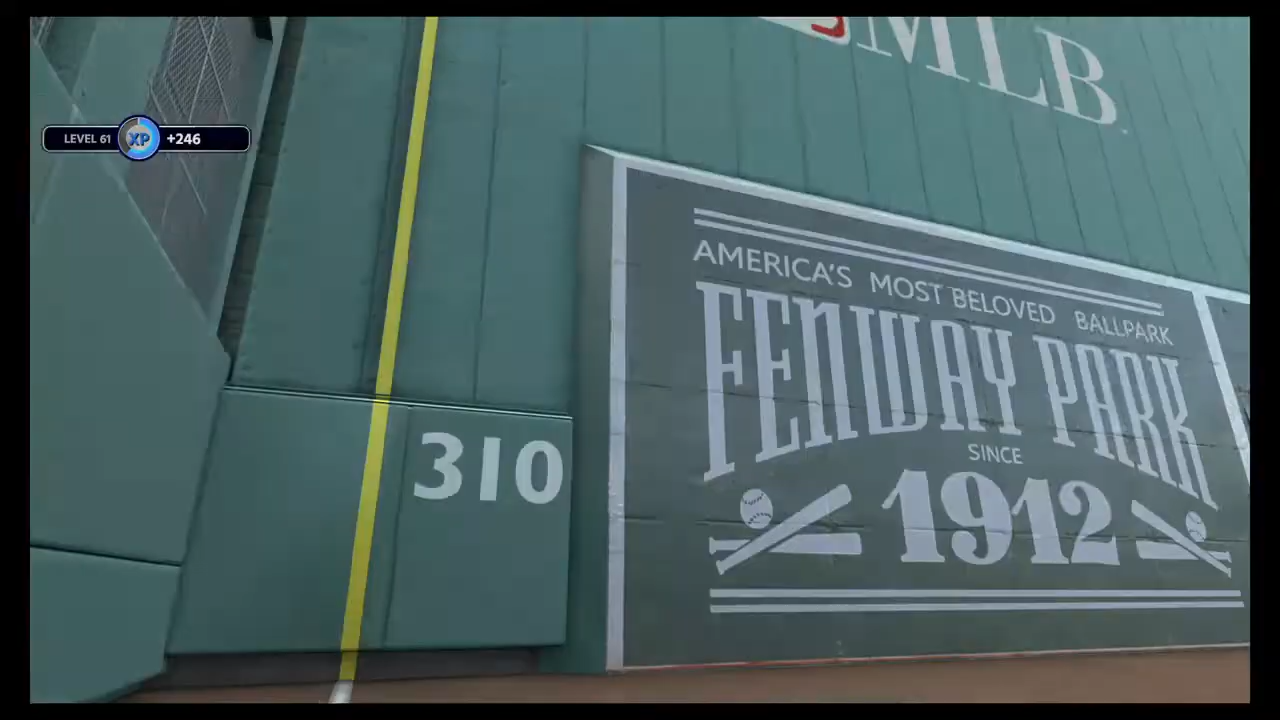 MLB
LEVEL 61 XP +246
AMERICA'S MOST BELOVED BALLPARK
FENWAY PARK
SINCE
1912
310